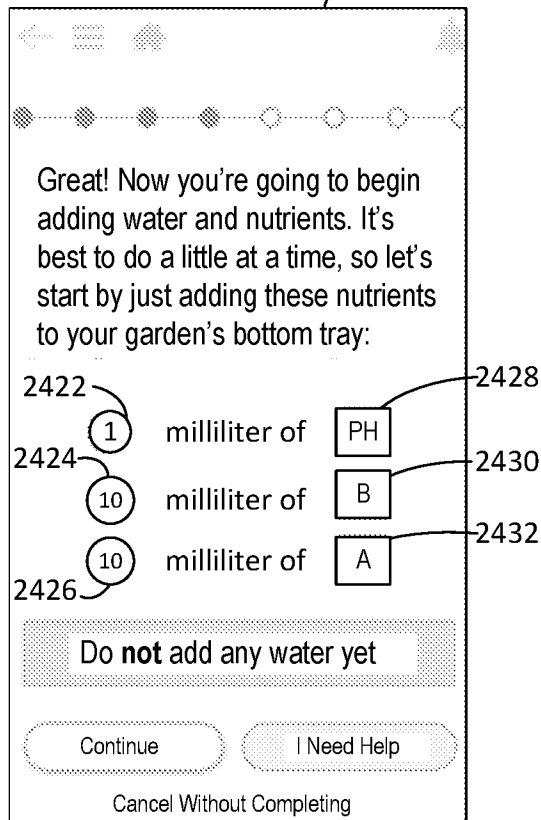 Great! Now you're going to begin
adding water and nutrients. It's
best to do a little at a time, so let's
start by just adding these nutrients
to your garden's bottom tray:
2422
2428
1 milliliter of PH
2424
2430
10 milliliter of B
2432
10 milliliter of A
2426
Do not add any water yet
Continue I Need Help
Cancel Without Completing